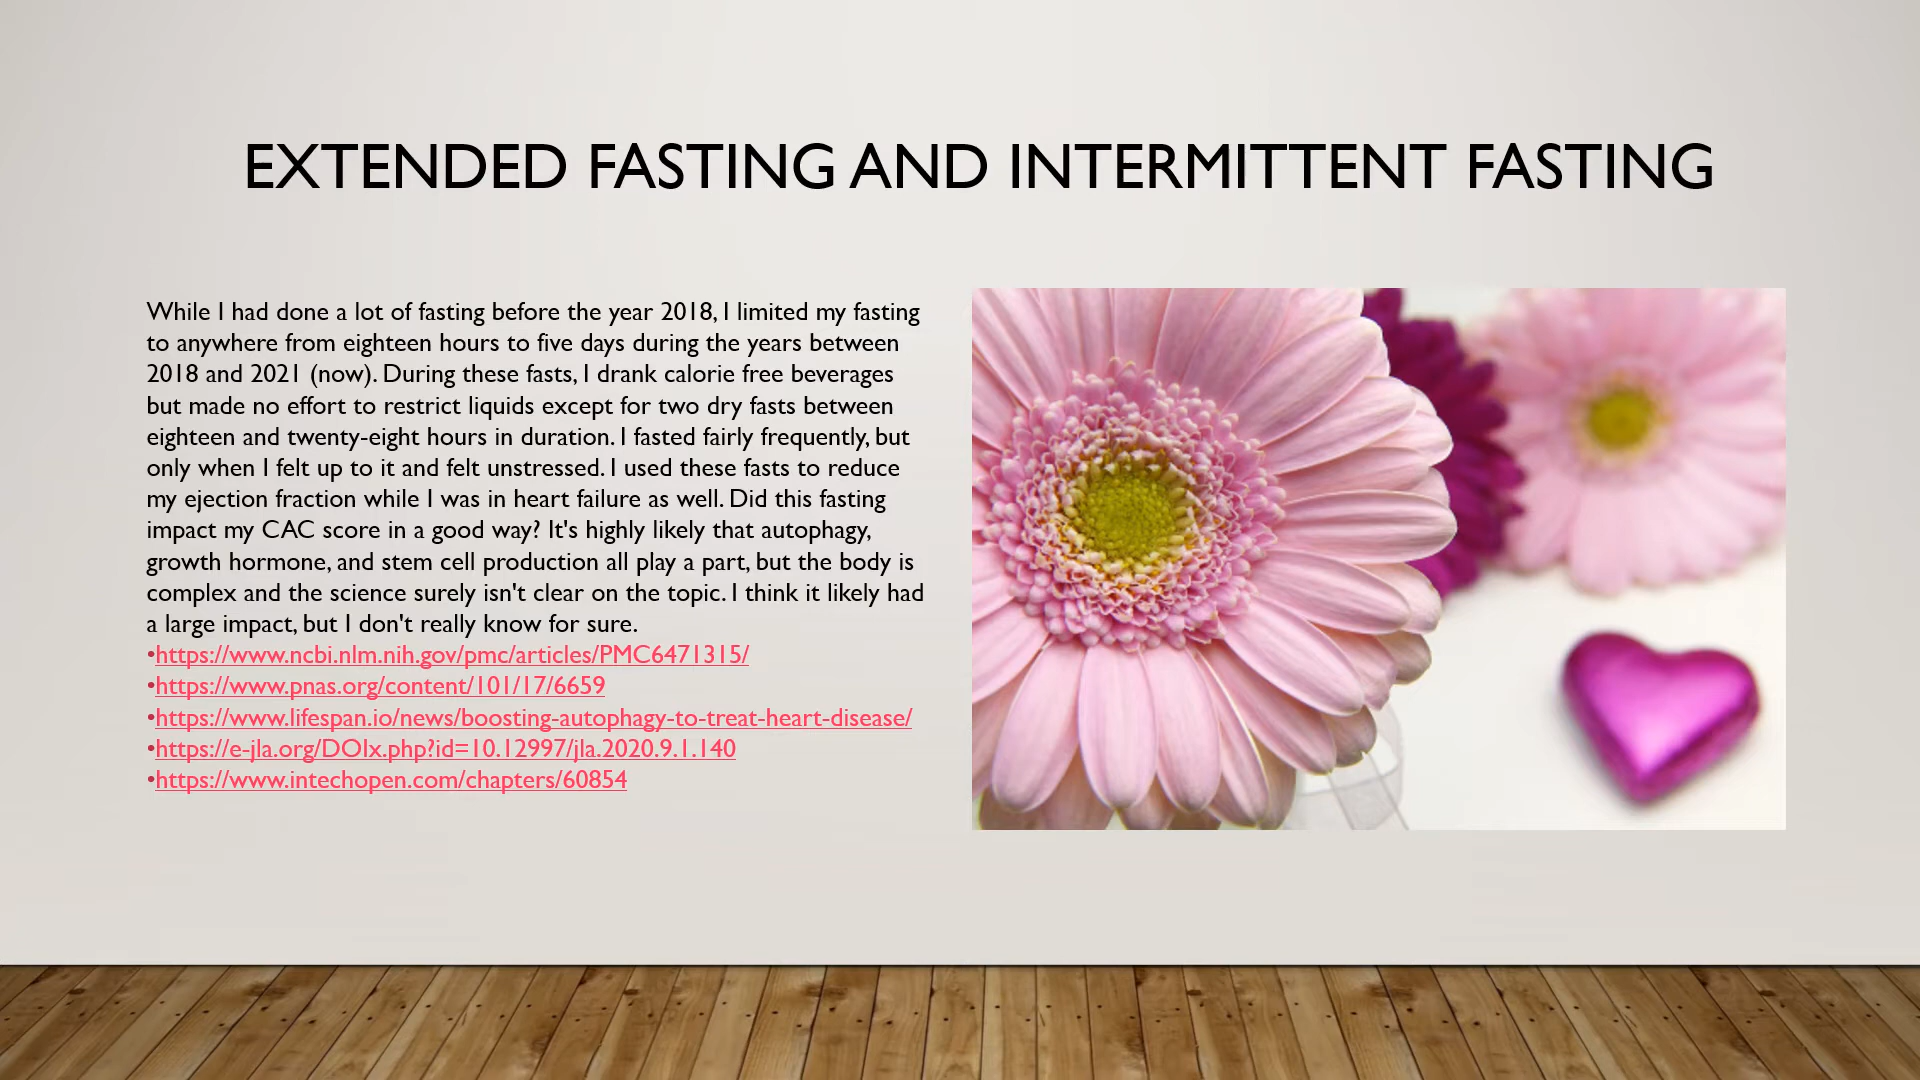 EXTENDED FASTING AND INTERMITTENT FASTING
While I had done a lot of fasting before the year 2018, I limited my fasting
to anywhere from eighteen hours to five days during the years between
2018 and 2021 (now). During these fasts, I drank calorie free beverages
but made no effort to restrict liquids except for two dry fasts between
eighteen and twenty-eight hours in duration. I fasted fairly frequently, but
only when I felt up to it and felt unstressed. I used these fasts to reduce
my ejection fraction while I was in heart failure as well. Did this fasting
impact my CAC score in a good way? It's highly likely that autophagy,
growth hormone, and stem cell production all play a part, but the body is
complex and the science surely isn't clear on the topic. I think it likely had
a large impact, but I don't really know for sure.
•https://www.ncbi.nlm.nih.gov/pmc/articles/PMC6471315/
•https://www.pnas.org/content/101/17/6659
•https://www.lifespan.io/news/boosting-autophagy-to-treat-heart-disease/
•https://e-jla.org/DOIx.php?id=10.12997/jla.2020.9.1.140
•https://www.intechopen.com/chapters/60854